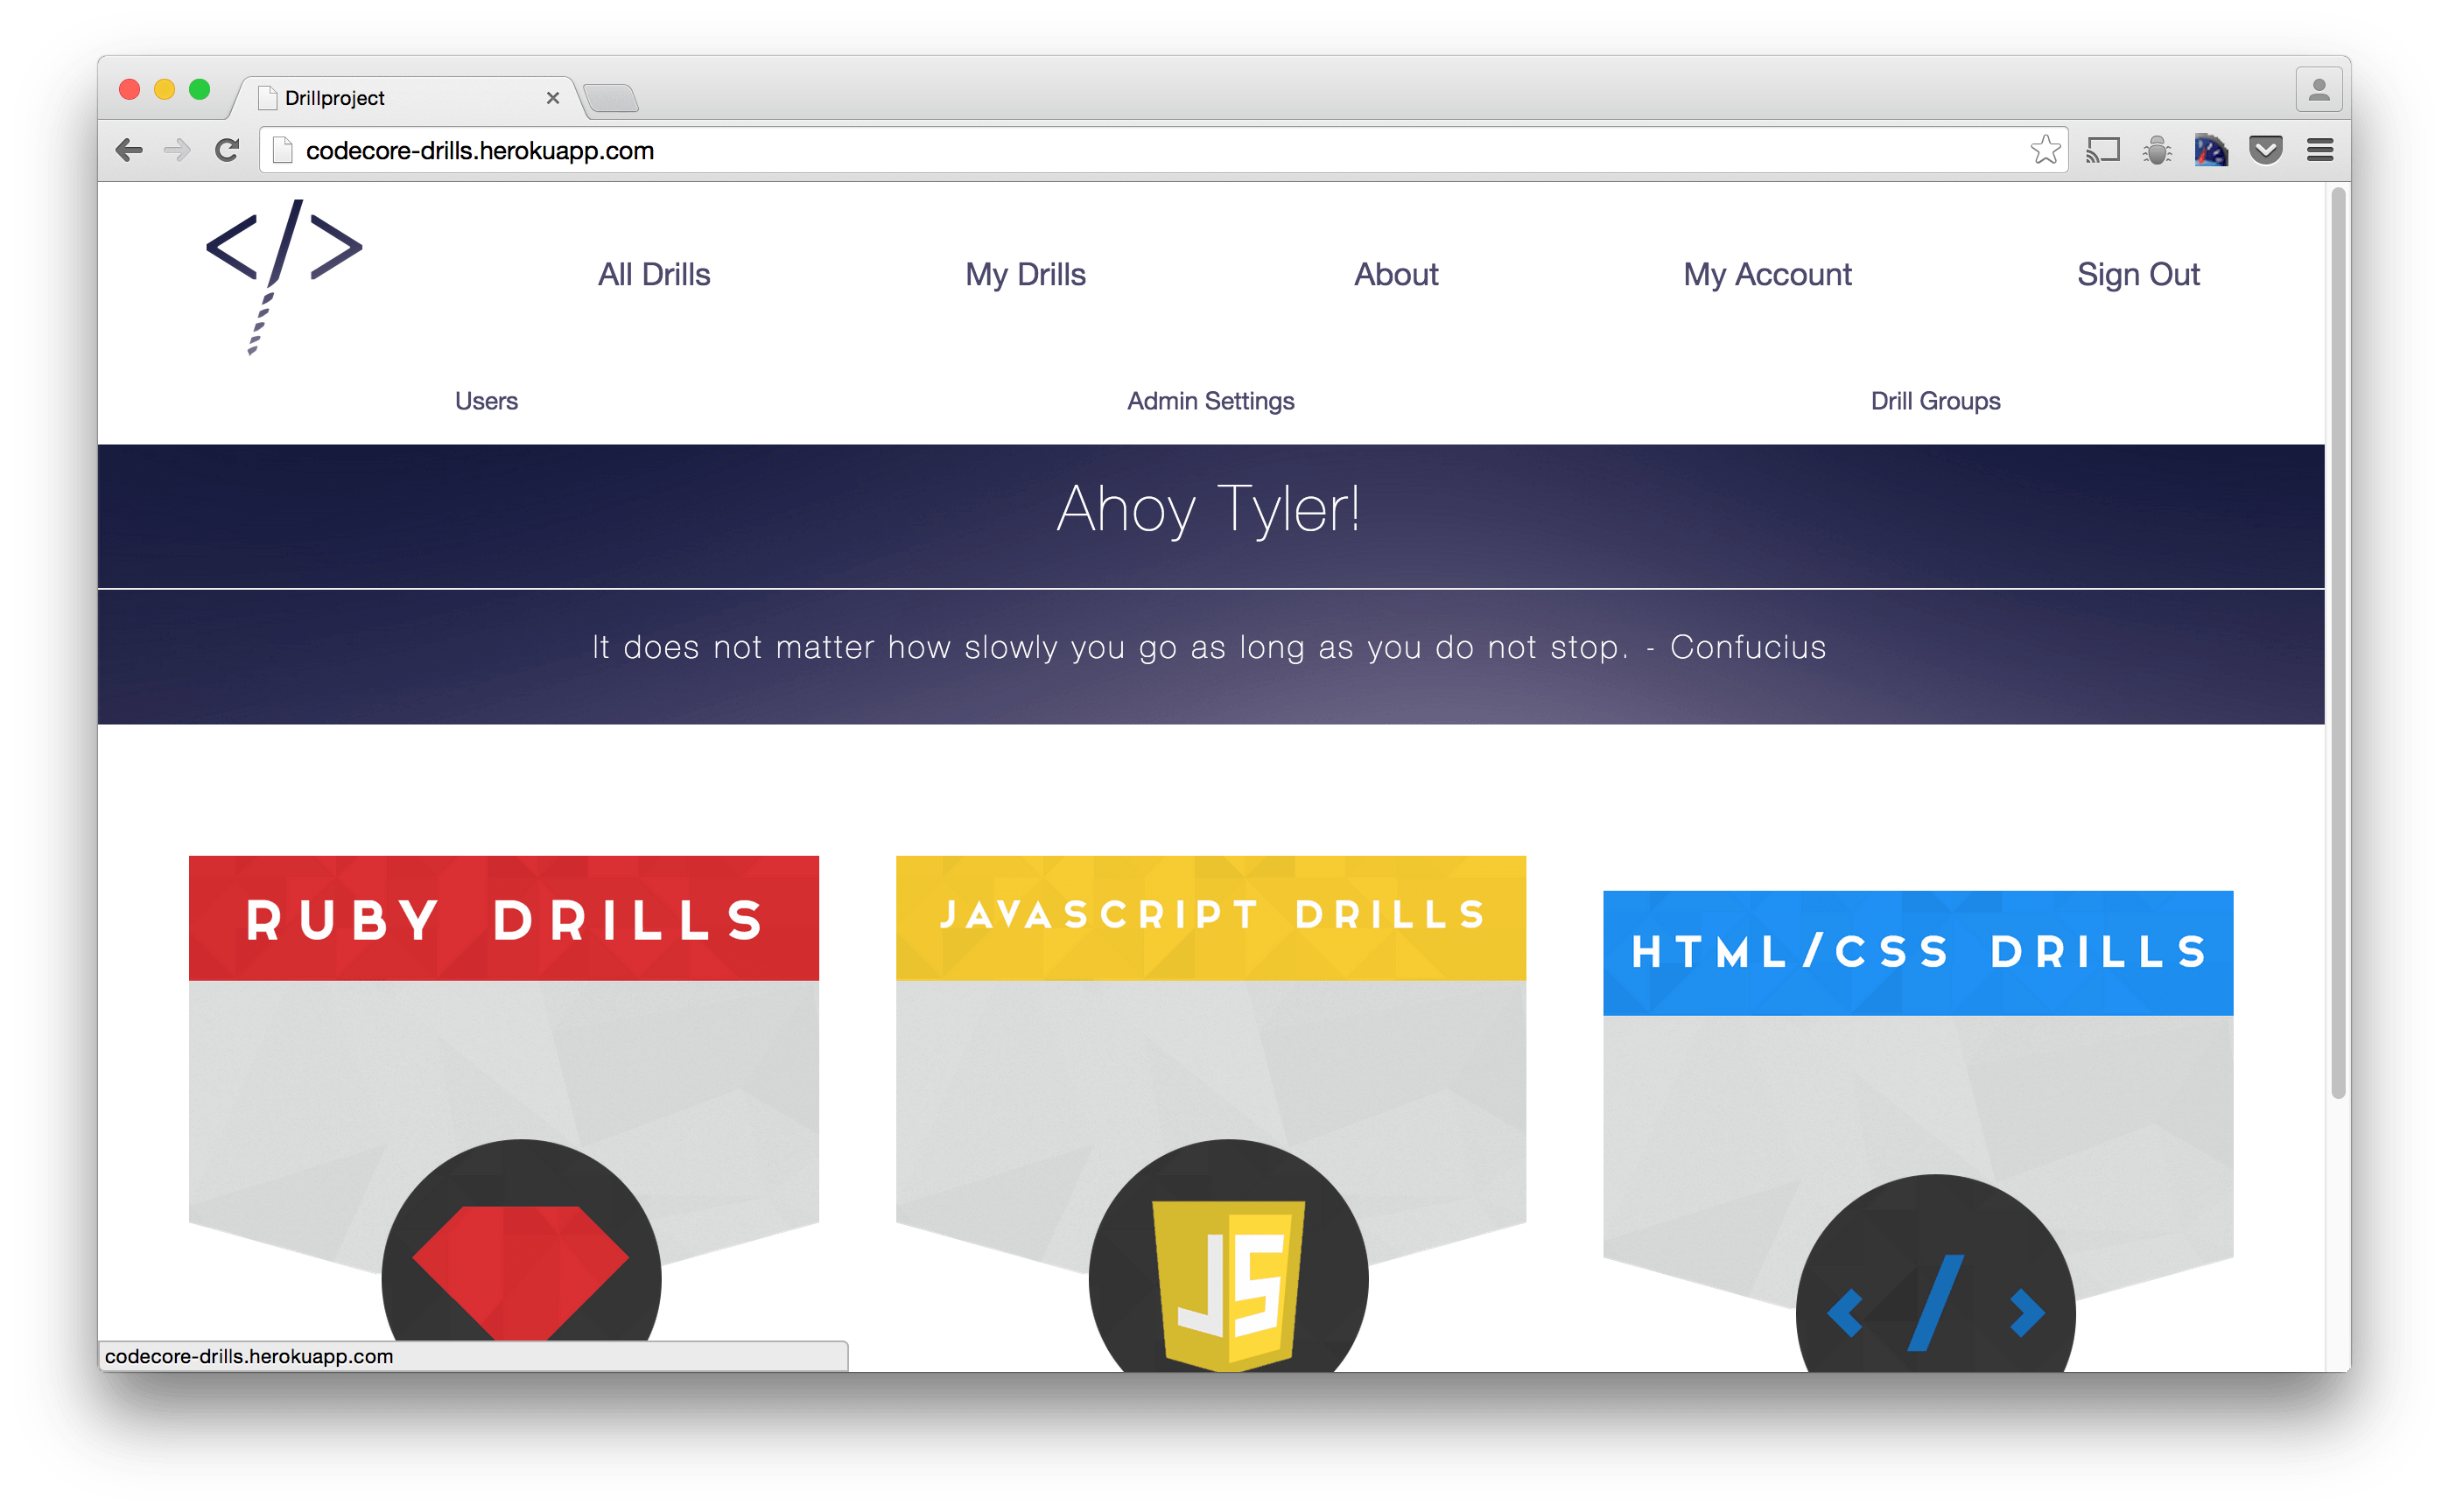 Drillproject
codecore-drills.herokuapp.com
</>
All Drills
My Drills
About
My Account
Sign Out
Users
Admin Settings
Drill Groups
Ahoy Tyler!
It does not matter how slowly you go as long as you do not stop. - Confucius
RUBY DRILLS
JAVASCRIPT DRILLS
HTML/CSS DRILLS
JS
</>
codecore-drills.herokuapp.com